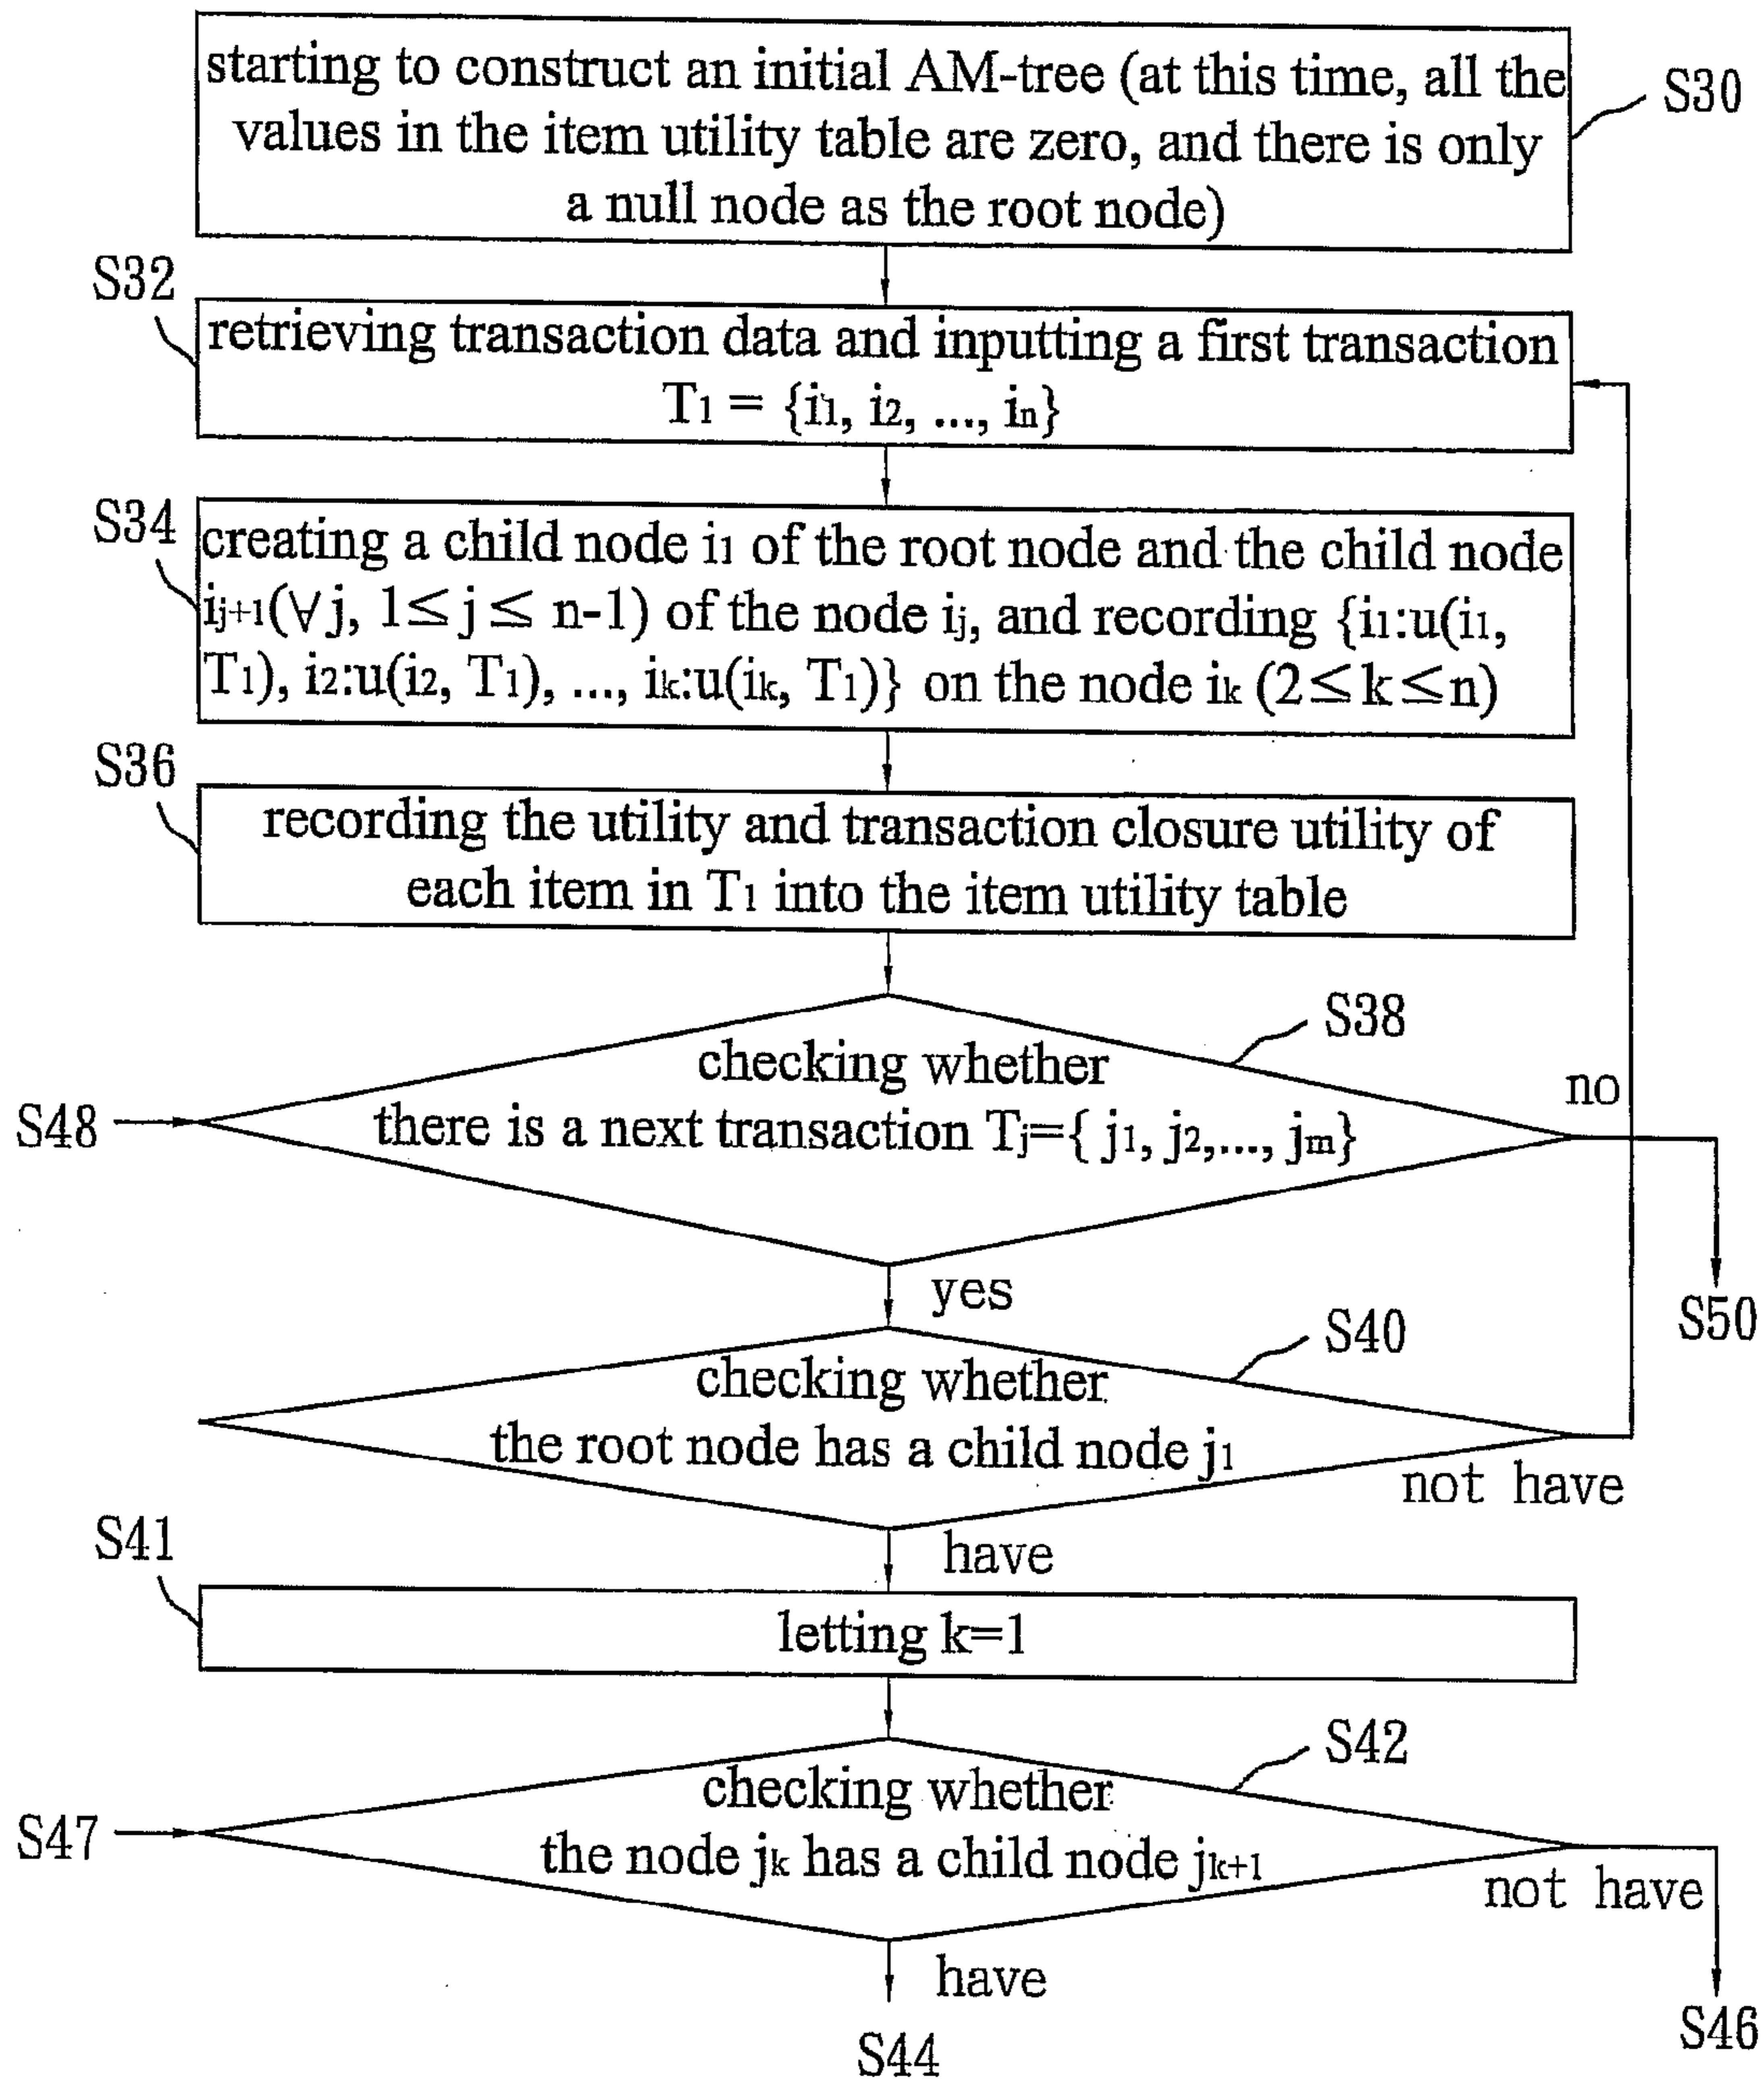 starting to construct an initial AM-tree (at this time, all the
values in the item utility table are zero, and there is only
a null node as the root node)
S30
S32
retrieving transaction data and inputting a first transaction
T1 = {i1, i2, ..., in}
S34
creating a child node i1 of the root node and the child node
ij+1(∀j, 1≤j≤ n-1) of the node ij, and recording {i1:u(i1,
T1), i2:u(i2, T1), ..., ik:u(ik, T1)} on the node ik (2≤k≤n)
S36
recording the utility and transaction closure utility of
each item in T1 into the item utility table
S38
checking whether
there is a next transaction Tj={ j1, j2,..., jm}
no
S48
yes
S50
S40
checking whether
the root node has a child node j1
not have
have
S41
letting k=1
S42
checking whether
the node jk has a child node jk+1
S47
not have
have
S46
S44